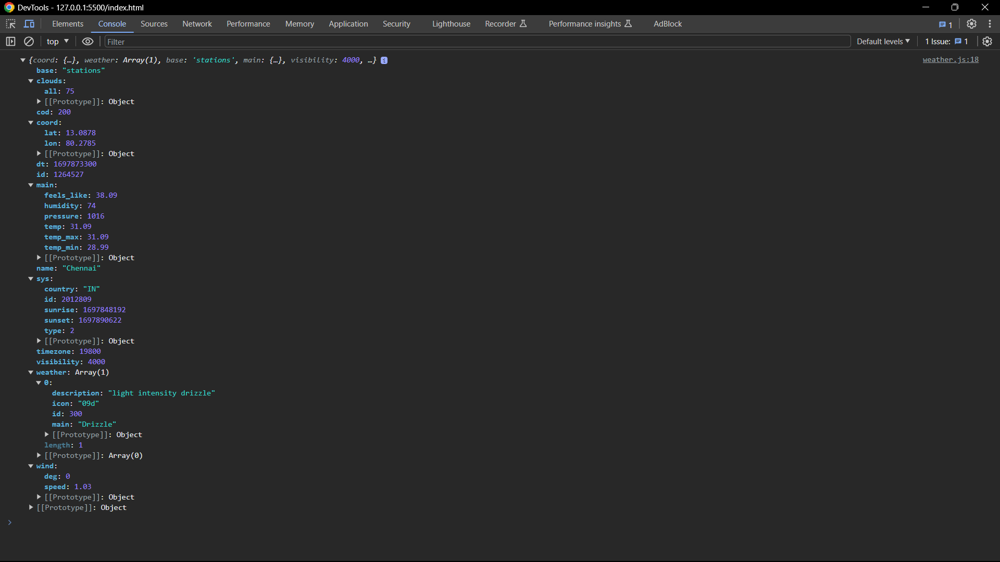 DevTools - 127.0.0.1:5500/index.html
Elements Console Sources Network Performance Memory Application Security Lighthouse Recorder Performance insights AdBlock 1
top Filter Default levels 1 Issue: 1
{coord: {…}, weather: Array(1), base: 'stations', main: {…}, visibility: 4000, …} i weather.js:18
base: "stations"
clouds:
all: 75
[[Prototype]]: Object
cod: 200
coord:
lat: 13.0878
lon: 80.2785
[[Prototype]]: Object
dt: 1697873300
id: 1264527
main:
feels_like: 38.09
humidity: 74
pressure: 1016
temp: 31.09
temp_max: 31.09
temp_min: 28.99
[[Prototype]]: Object
name: "Chennai"
sys:
country: "IN"
id: 2012809
sunrise: 1697848192
sunset: 1697890622
type: 2
[[Prototype]]: Object
timezone: 19800
visibility: 4000
weather: Array(1)
0:
description: "light intensity drizzle"
icon: "09d"
id: 300
main: "Drizzle"
[[Prototype]]: Object
length: 1
[[Prototype]]: Array(0)
wind:
deg: 0
speed: 1.03
[[Prototype]]: Object
[[Prototype]]: Object